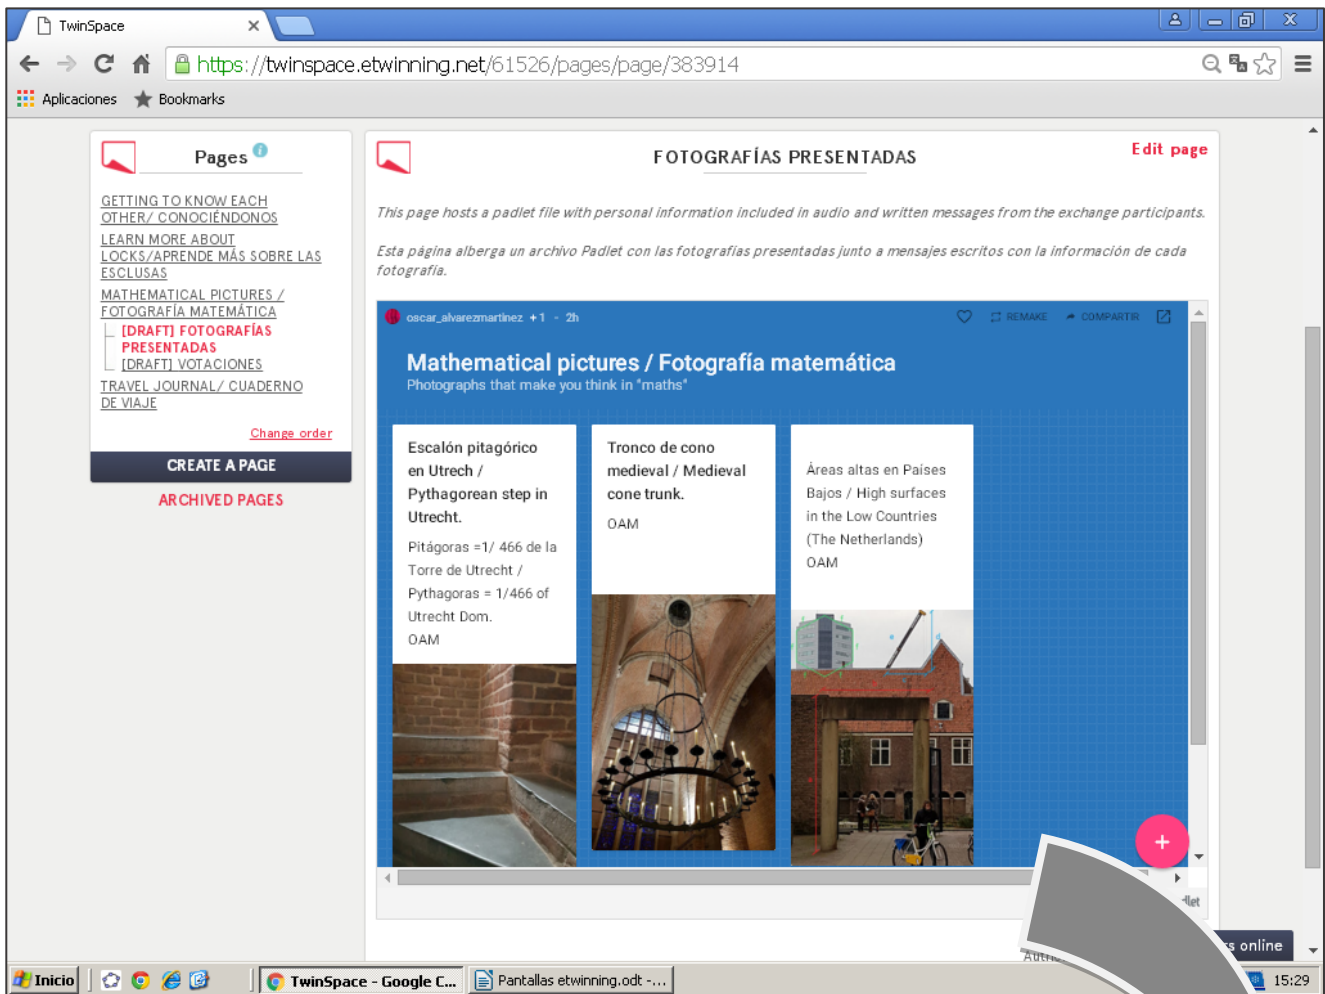 TwinSpace
https://twinspace.etwinning.net/61526/pages/page/383914
Aplicaciones
Bookmarks
Pages
GETTING TO KNOW EACH
OTHER/ CONOCIÉNDONOS
LEARN MORE ABOUT
LOCKS/APRENDE MÁS SOBRE LAS
ESCLUSAS
MATHEMATICAL PICTURES /
FOTOGRAFÍA MATEMÁTICA
[DRAFT] FOTOGRAFÍAS
PRESENTADAS
[DRAFT] VOTACIONES
TRAVEL JOURNAL/ CUADERNO
DE VIAJE
Change order
CREATE A PAGE
ARCHIVED PAGES
FOTOGRAFÍAS PRESENTADAS
Edit page
This page hosts a padlet file with personal information included in audio and written messages from the exchange participants.
Esta página alberga un archivo Padlet con las fotografías presentadas junto a mensajes escritos con la información de cada
fotografía.
oscar_alvarezmartinez +1 - 2h
REMAKE
COMPARTIR
Mathematical pictures / Fotografía matemática
Photographs that make you think in "maths"
Escalón pitagórico
en Utrech /
Pythagorean step in
Utrecht.
Pitágoras =1/ 466 de la
Torre de Utrecht /
Pythagoras = 1/466 of
Utrecht Dom.
OAM
Tronco de cono
medieval / Medieval
cone trunk.
OAM
Áreas altas en Países
Bajos / High surfaces
in the Low Countries
(The Netherlands)
OAM
online
Inicio
TwinSpace - Google C...
Pantallas etwinning.odt -...
15:29